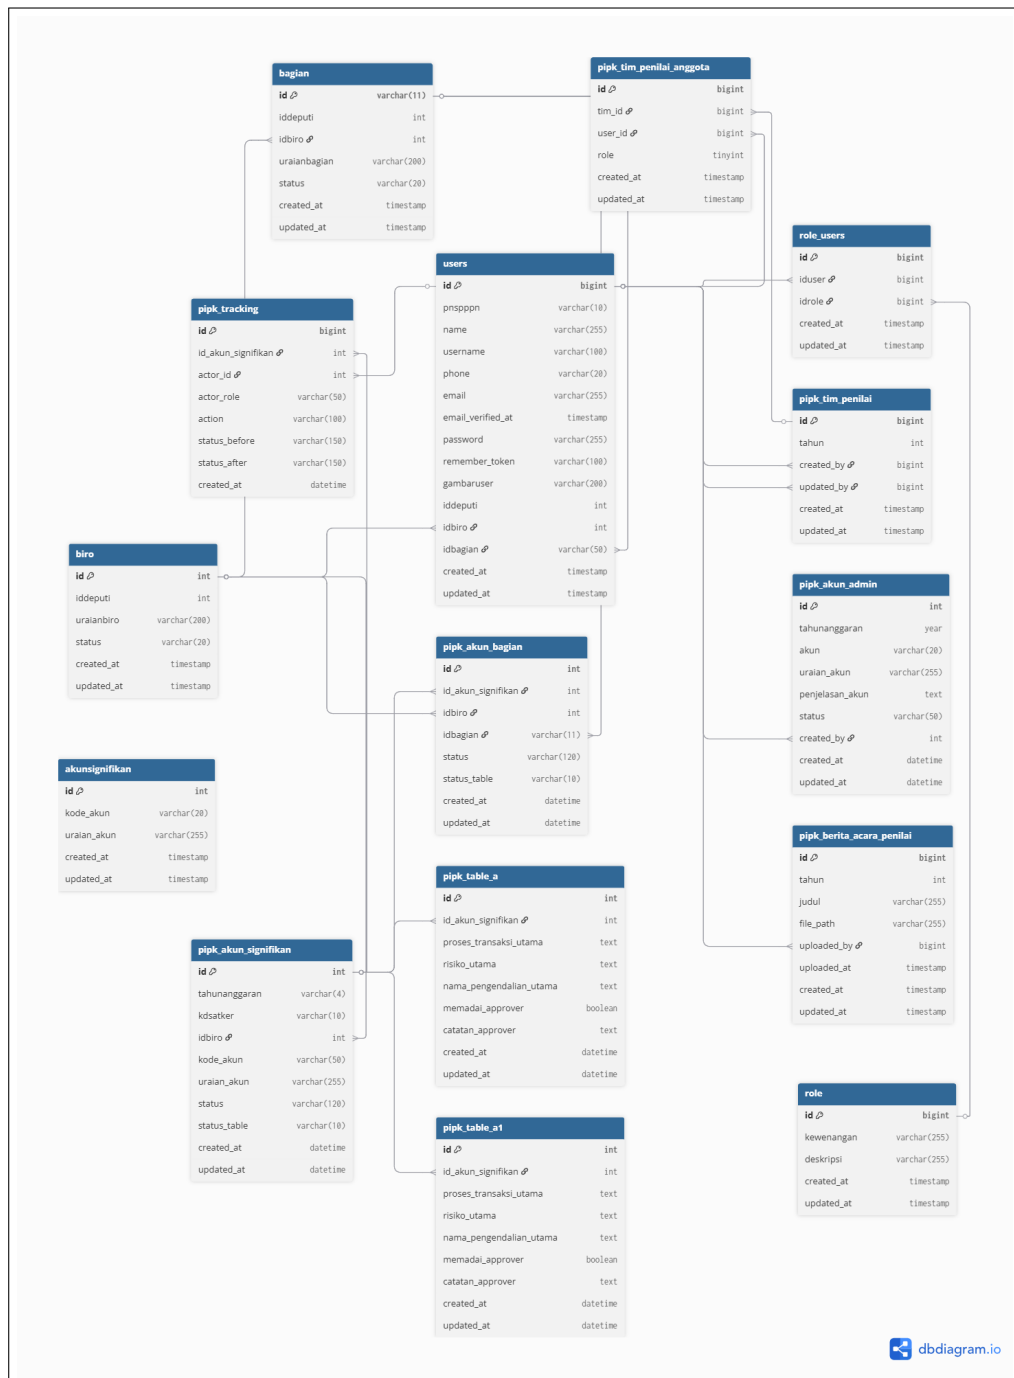 bagian
id varchar(11)
iddeputi int
idbiro int
uraianbagian varchar(200)
status varchar(20)
created_at timestamp
updated_at timestamp
pipk_tim_penilai_anggota
id bigint
tim_id bigint
user_id bigint
role tinyint
created_at timestamp
updated_at timestamp
role_users
id bigint
iduser bigint
idrole bigint
created_at timestamp
updated_at timestamp
users
id bigint
pnspppn varchar(10)
name varchar(255)
username varchar(100)
phone varchar(20)
email varchar(255)
email_verified_at timestamp
password varchar(255)
remember_token varchar(100)
gambaruser varchar(200)
iddeputi int
idbiro int
idbagian varchar(50)
created_at timestamp
updated_at timestamp
pipk_tracking
id bigint
id_akun_signifikan int
actor_id int
actor_role varchar(50)
action varchar(100)
status_before varchar(150)
status_after varchar(150)
created_at datetime
pipk_tim_penilai
id bigint
tahun int
created_by bigint
updated_by bigint
created_at timestamp
updated_at timestamp
biro
id int
iddeputi int
uraianbiro varchar(200)
status varchar(20)
created_at timestamp
updated_at timestamp
pipk_akun_admin
id int
tahunanggaran year
akun varchar(20)
uraian_akun varchar(255)
penjelasan_akun text
status varchar(50)
created_by int
created_at datetime
updated_at datetime
pipk_akun_bagian
id int
id_akun_signifikan int
idbiro int
idbagian varchar(11)
status varchar(120)
status_table varchar(10)
created_at datetime
updated_at datetime
akunsignifikan
id int
kode_akun varchar(20)
uraian_akun varchar(255)
created_at timestamp
updated_at timestamp
pipk_berita_acara_penilai
id bigint
tahun int
judul varchar(255)
file_path varchar(255)
uploaded_by bigint
uploaded_at timestamp
created_at timestamp
updated_at timestamp
pipk_table_a
id int
id_akun_signifikan int
proses_transaksi_utama text
risiko_utama text
nama_pengendalian_utama text
memadai_approver boolean
catatan_approver text
created_at datetime
updated_at datetime
pipk_akun_signifikan
id int
tahunanggaran varchar(4)
kdsatker varchar(10)
idbiro int
kode_akun varchar(50)
uraian_akun varchar(255)
status varchar(120)
status_table varchar(10)
created_at datetime
updated_at datetime
role
id bigint
kewenangan varchar(255)
deskripsi varchar(255)
created_at timestamp
updated_at timestamp
pipk_table_a1
id int
id_akun_signifikan int
proses_transaksi_utama text
risiko_utama text
nama_pengendalian_utama text
memadai_approver boolean
catatan_approver text
created_at datetime
updated_at datetime
dbdiagram.io